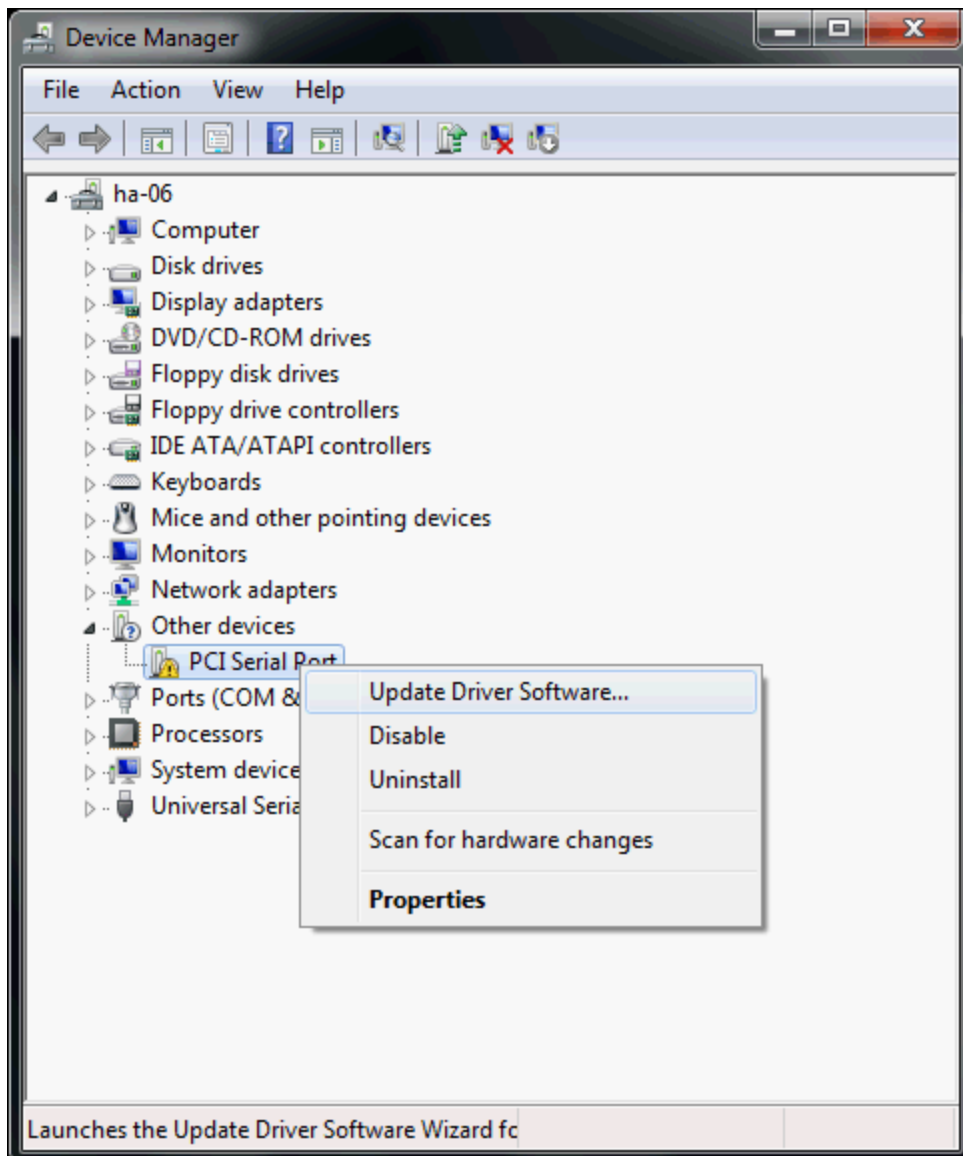 Device Manager
File Action View Help
ha-06
Computer
Disk drives
Display adapters
DVD/CD-ROM drives
Floppy disk drives
Floppy drive controllers
IDE ATA/ATAPI controllers
Keyboards
Mice and other pointing devices
Monitors
Network adapters
Other devices
PCI Serial Port
Ports (COM &
Processors
System device
Universal Seria
Update Driver Software...
Disable
Uninstall
Scan for hardware changes
Properties
Launches the Update Driver Software Wizard fo